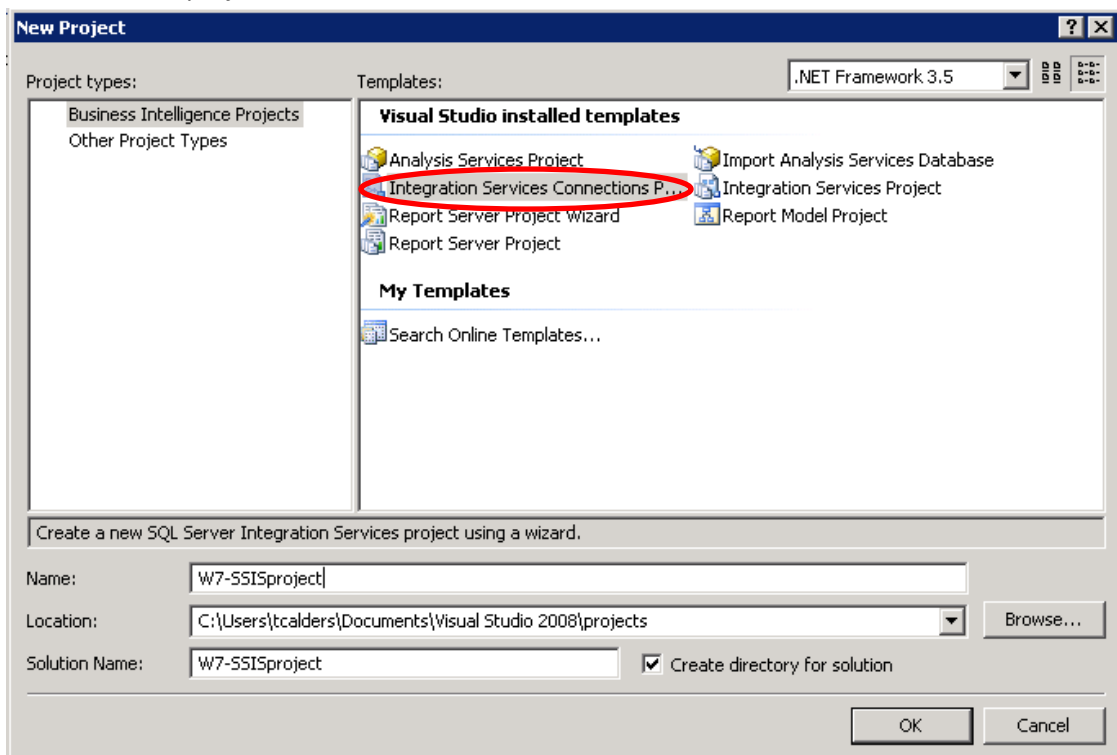 New Project
Project types:
Templates:
.NET Framework 3.5
Business Intelligence Projects
Other Project Types
Visual Studio installed templates
Analysis Services Project
Import Analysis Services Database
Integration Services Connections P...
Integration Services Project
Report Server Project Wizard
Report Model Project
Report Server Project
My Templates
Search Online Templates...
Create a new SQL Server Integration Services project using a wizard.
Name:
W7-SSISproject
Location:
C:\Users\tcalders\Documents\Visual Studio 2008\projects
Browse...
Solution Name:
W7-SSISproject
Create directory for solution
OK
Cancel